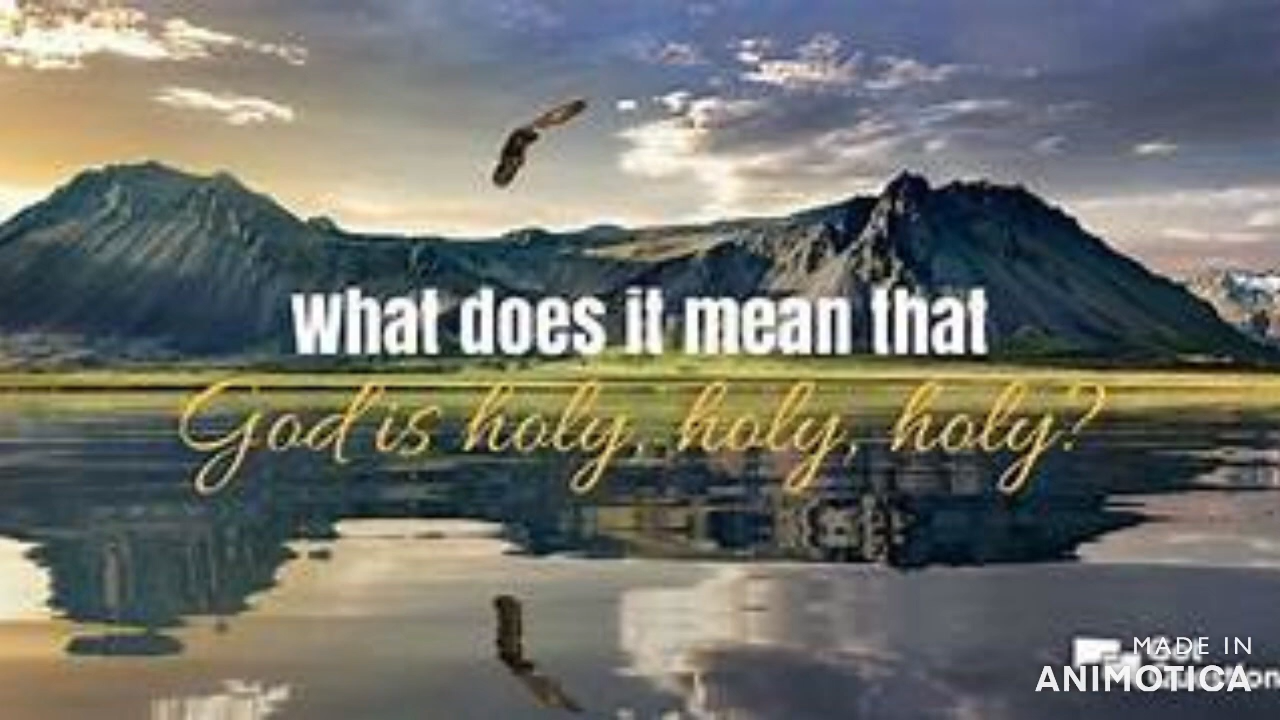 What does it mean that
God is holy, holy, holy?
MADE IN
ANIMOTICA